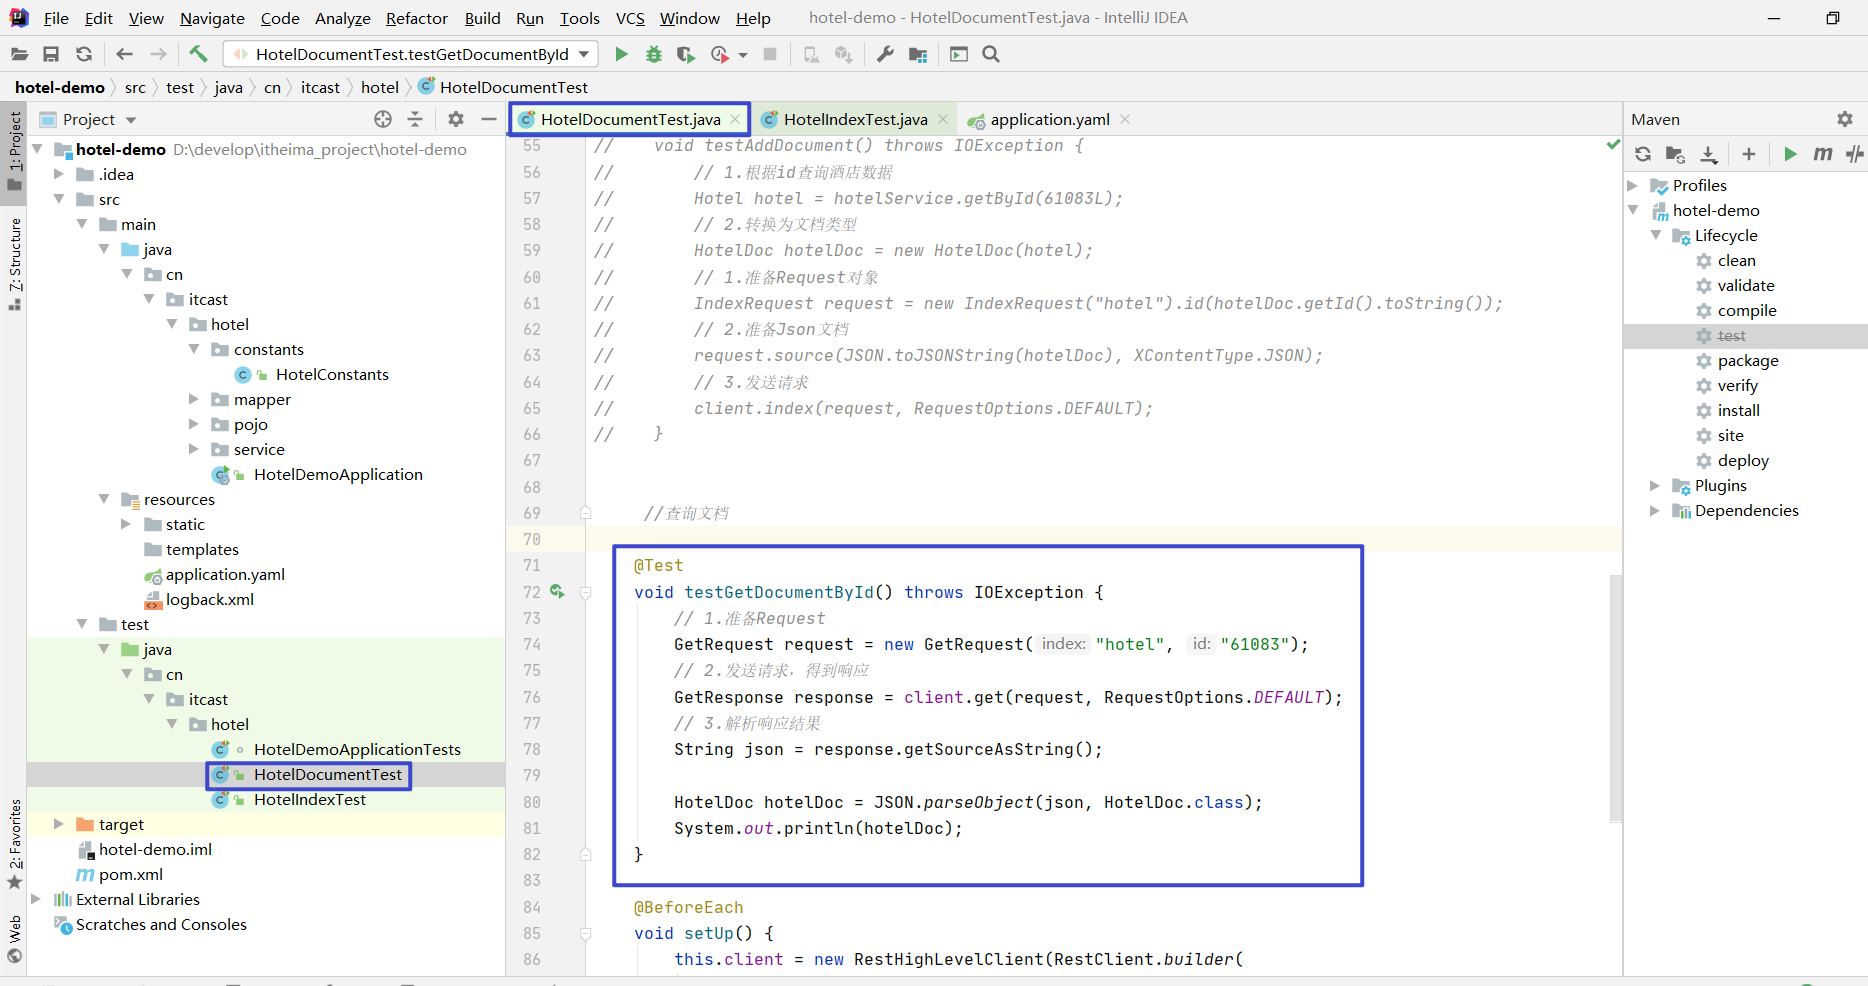 File Edit View Navigate Code Analyze Refactor Build Run Tools VCS Window Help hotel-demo - HotelDocumentTest.java - IntelliJ IDEA
HotelDocumentTest.testGetDocumentById
hotel-demo src test java cn itcast hotel HotelDocumentTest
1: Project
7: Structure
2: Favorites
Web
Project
hotel-demo D:\develop\itheima_project\hotel-demo
.idea
src
main
java
cn
itcast
hotel
constants
HotelConstants
mapper
pojo
service
HotelDemoApplication
resources
static
templates
application.yaml
logback.xml
test
java
cn
itcast
hotel
HotelDemoApplicationTests
HotelDocumentTest
HotelIndexTest
target
hotel-demo.iml
pom.xml
External Libraries
Scratches and Consoles
HotelDocumentTest.java HotelIndexTest.java application.yaml
55 // void testAddDocument() throws IOException {
56 // // 1.根据id查询酒店数据
57 // Hotel hotel = hotelService.getById(61083L);
58 // // 2.转换为文档类型
59 // HotelDoc hotelDoc = new HotelDoc(hotel);
60 // // 1.准备Request对象
61 // IndexRequest request = new IndexRequest("hotel").id(hotelDoc.getId().toString());
62 // // 2.准备Json文档
63 // request.source(JSON.toJSONString(hotelDoc), XContentType.JSON);
64 // // 3.发送请求
65 // client.index(request, RequestOptions.DEFAULT);
66 // }
67
68
69 //查询文档
70
71 @Test
72 void testGetDocumentById() throws IOException {
73 // 1.准备Request
74 GetRequest request = new GetRequest( index: "hotel", id: "61083");
75 // 2.发送请求，得到响应
76 GetResponse response = client.get(request, RequestOptions.DEFAULT);
77 // 3.解析响应结果
78 String json = response.getSourceAsString();
79
80 HotelDoc hotelDoc = JSON.parseObject(json, HotelDoc.class);
81 System.out.println(hotelDoc);
82 }
83
84 @BeforeEach
85 void setUp() {
86 this.client = new RestHighLevelClient(RestClient.builder(
Maven
Profiles
hotel-demo
Lifecycle
clean
validate
compile
test
package
verify
install
site
deploy
Plugins
Dependencies